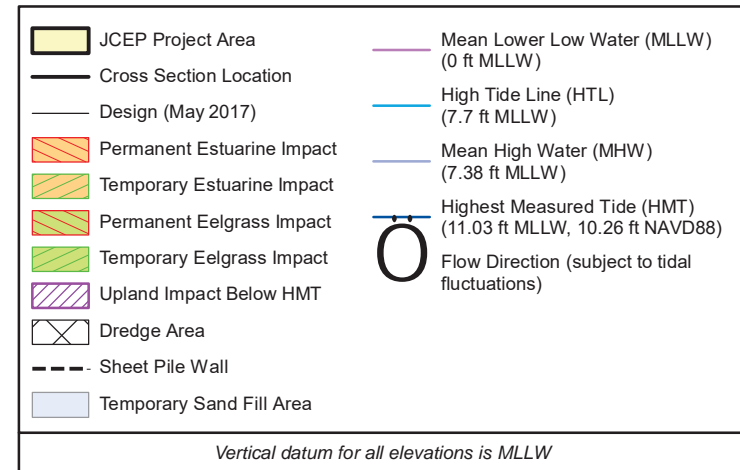 JCEP Project Area
Cross Section Location
Design (May 2017)
Permanent Estuarine Impact
Temporary Estuarine Impact
Permanent Eelgrass Impact
Temporary Eelgrass Impact
Upland Impact Below HMT
Dredge Area
Sheet Pile Wall
Temporary Sand Fill Area
Mean Lower Low Water (MLLW)
(0 ft MLLW)
High Tide Line (HTL)
(7.7 ft MLLW)
Mean High Water (MHW)
(7.38 ft MLLW)
Highest Measured Tide (HMT)
(11.03 ft MLLW, 10.26 ft NAVD88)
Ö
Flow Direction (subject to tidal
fluctuations)
Vertical datum for all elevations is MLLW